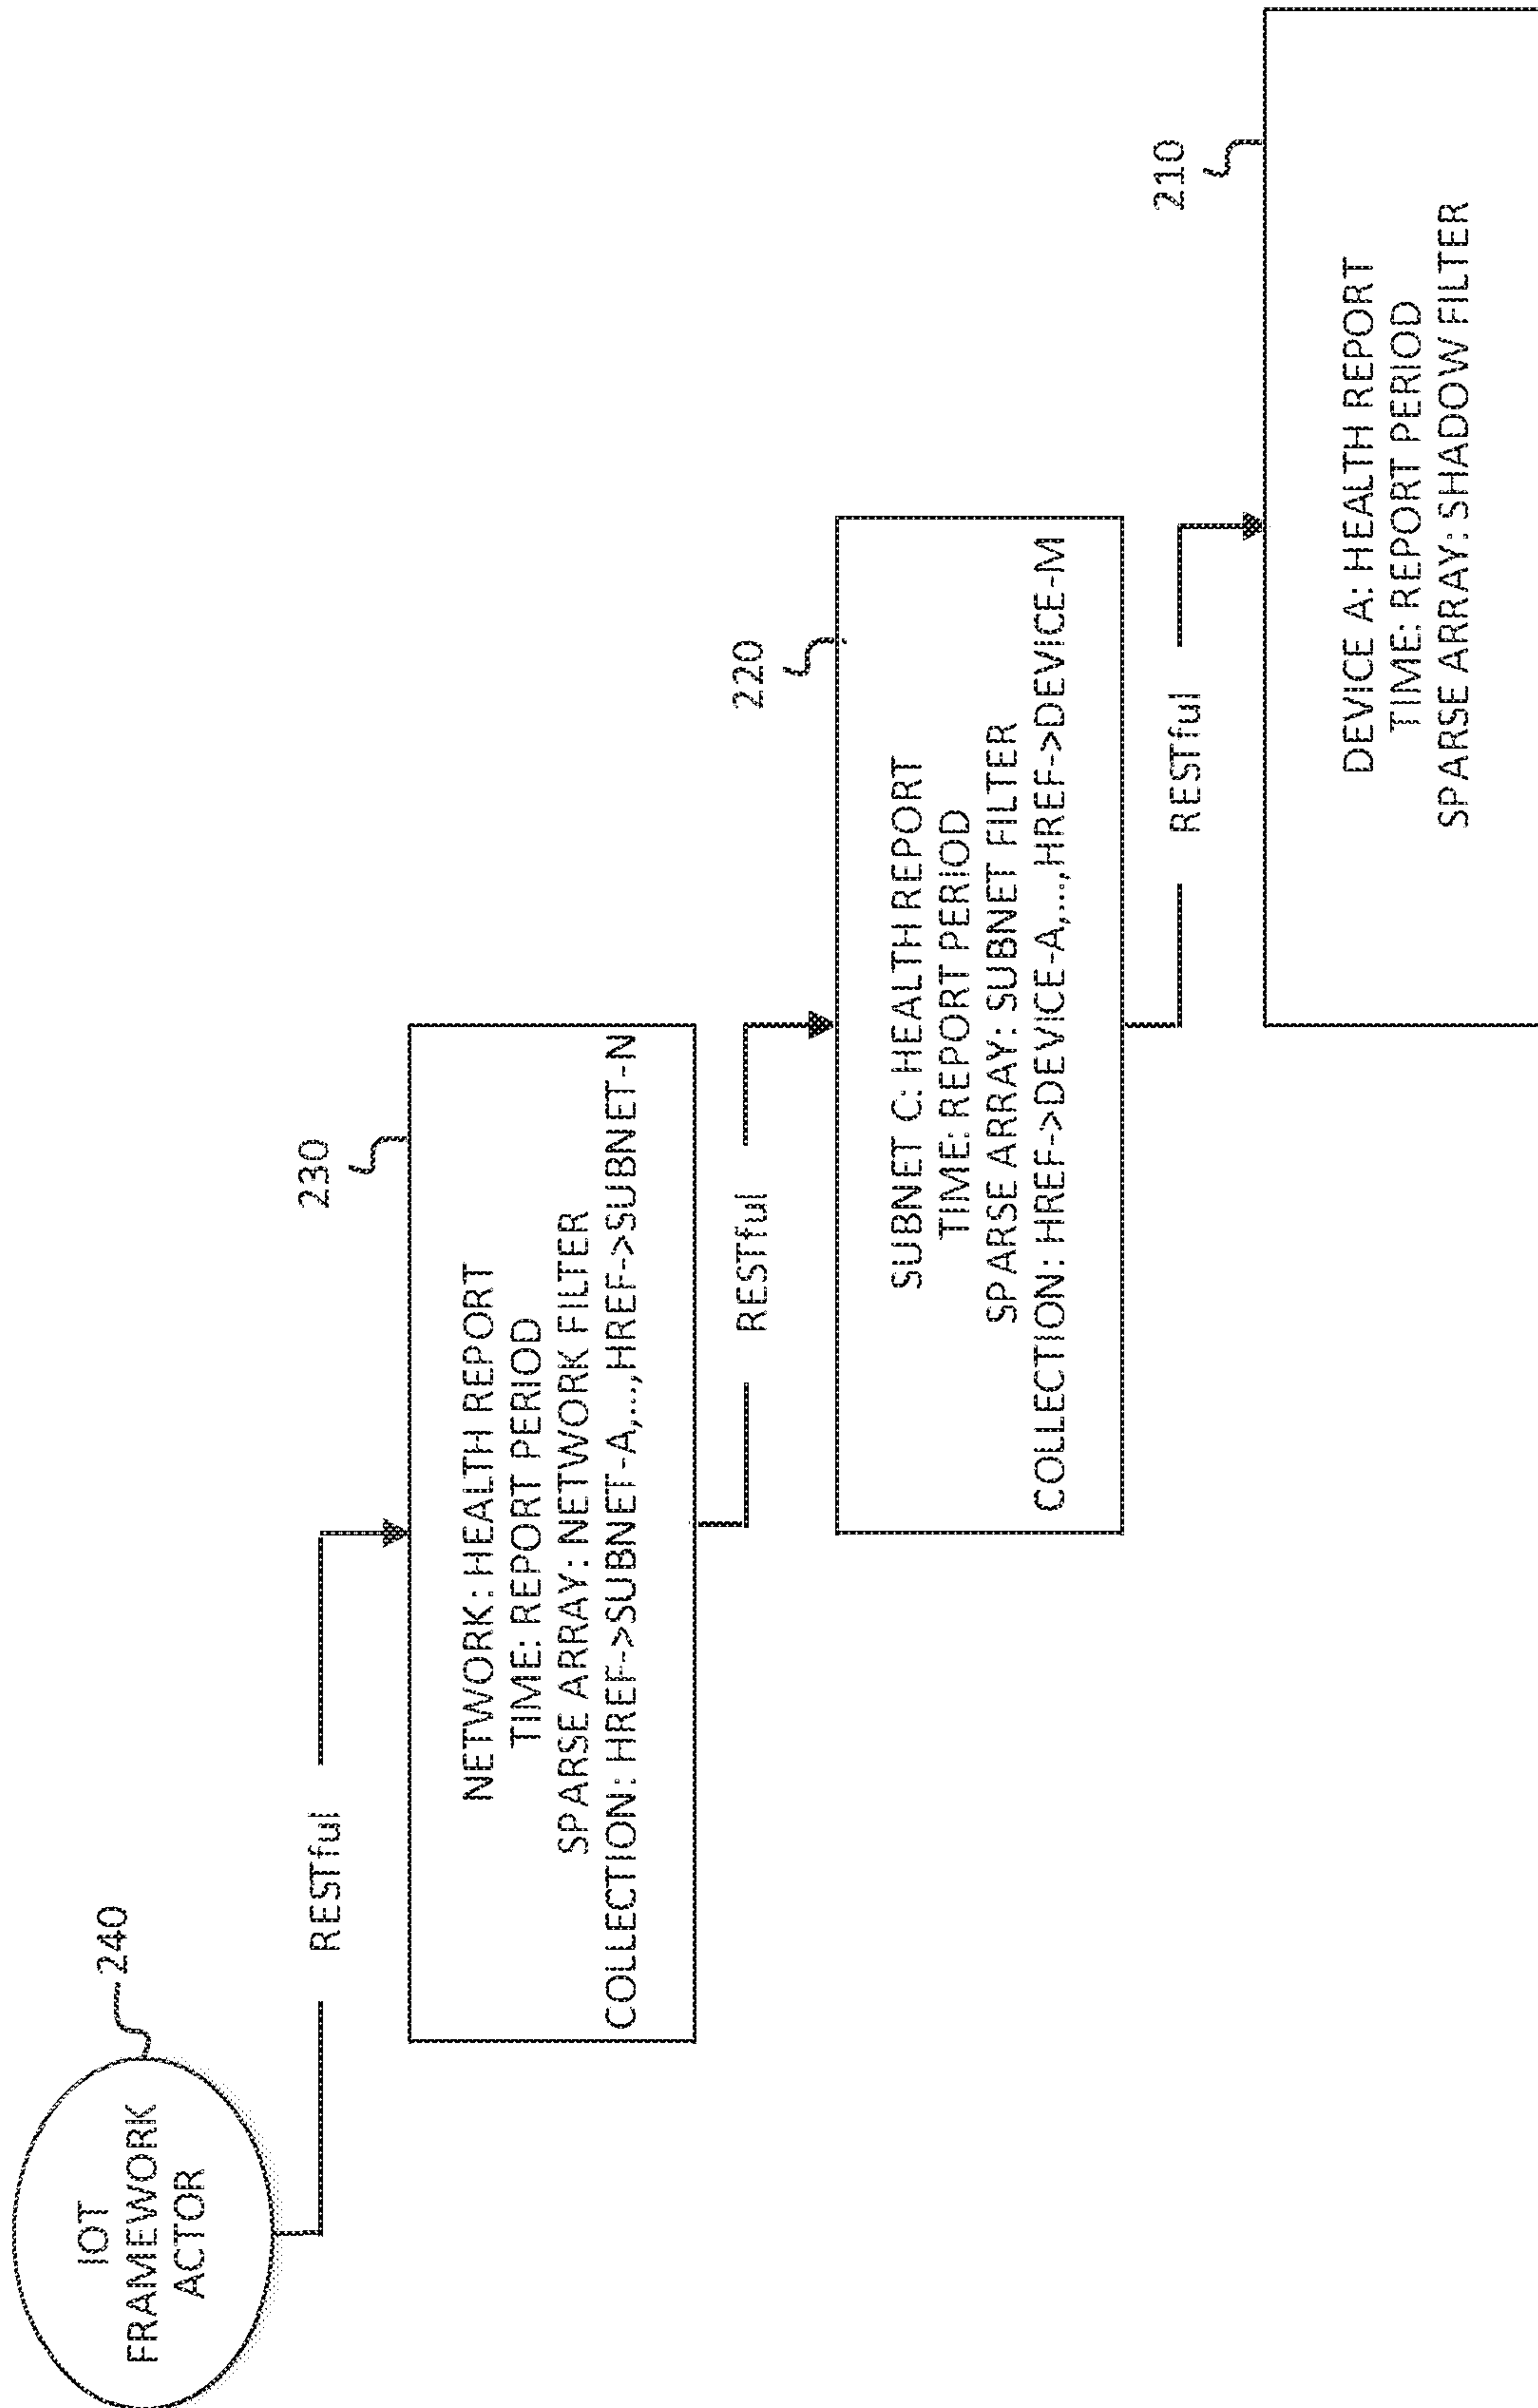 IOT
FRAMEWORK
ACTOR
240
RESTful
230
NETWORK: HEALTH REPORT
TIME: REPORT PERIOD
SPARSE ARRAY: NETWORK FILTER
COLLECTION: HREF->SUBNET-A,...,HREF->SUBNET-N
RESTful
220
SUBNET C: HEALTH REPORT
TIME: REPORT PERIOD
SPARSE ARRAY: SUBNET FILTER
COLLECTION: HREF->DEVICE-A,...,HREF->DEVICE-M
RESTful
210
DEVICE A: HEALTH REPORT
TIME: REPORT PERIOD
SPARSE ARRAY: SHADOW FILTER